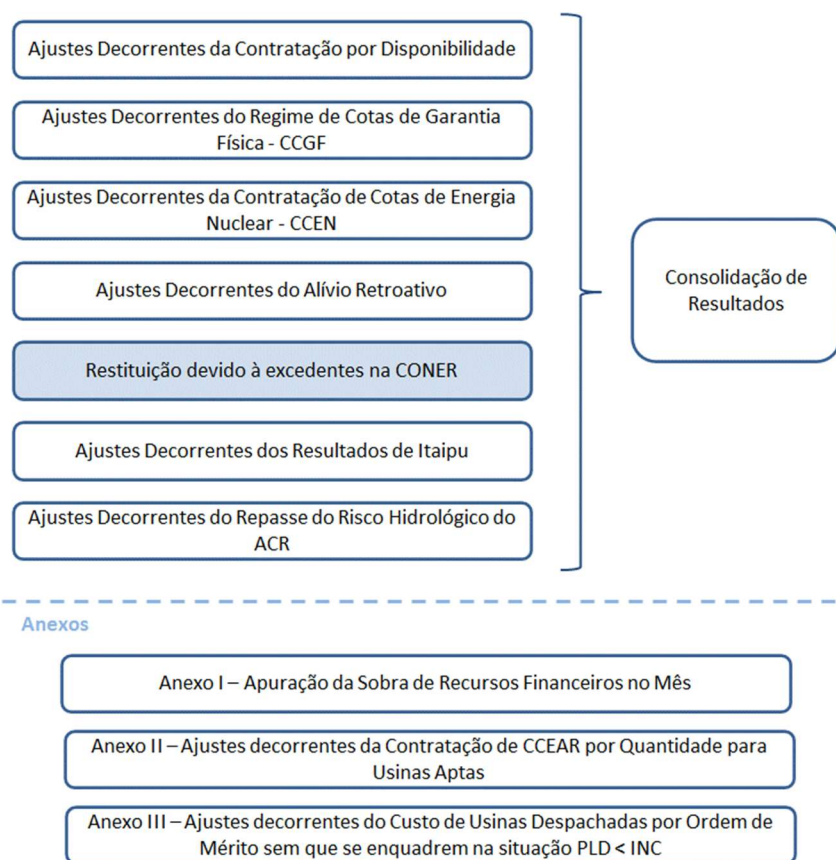 Ajustes Decorrentes da Contratação por Disponibilidade
Ajustes Decorrentes do Regime de Cotas de Garantia
Física - CCGF
Ajustes Decorrentes da Contratação de Cotas de Energia
Nuclear - CCEN
Ajustes Decorrentes do Alívio Retroativo
Restituição devido à excedentes na CONER
Ajustes Decorrentes dos Resultados de Itaipu
Ajustes Decorrentes do Repasse do Risco Hidrológico do
ACR
Consolidação de
Resultados
Anexos
Anexo I – Apuração da Sobra de Recursos Financeiros no Mês
Anexo II – Ajustes decorrentes da Contratação de CCEAR por Quantidade para
Usinas Aptas
Anexo III – Ajustes decorrentes do Custo de Usinas Despachadas por Ordem de
Mérito sem que se enquadrem na situação PLD < INC